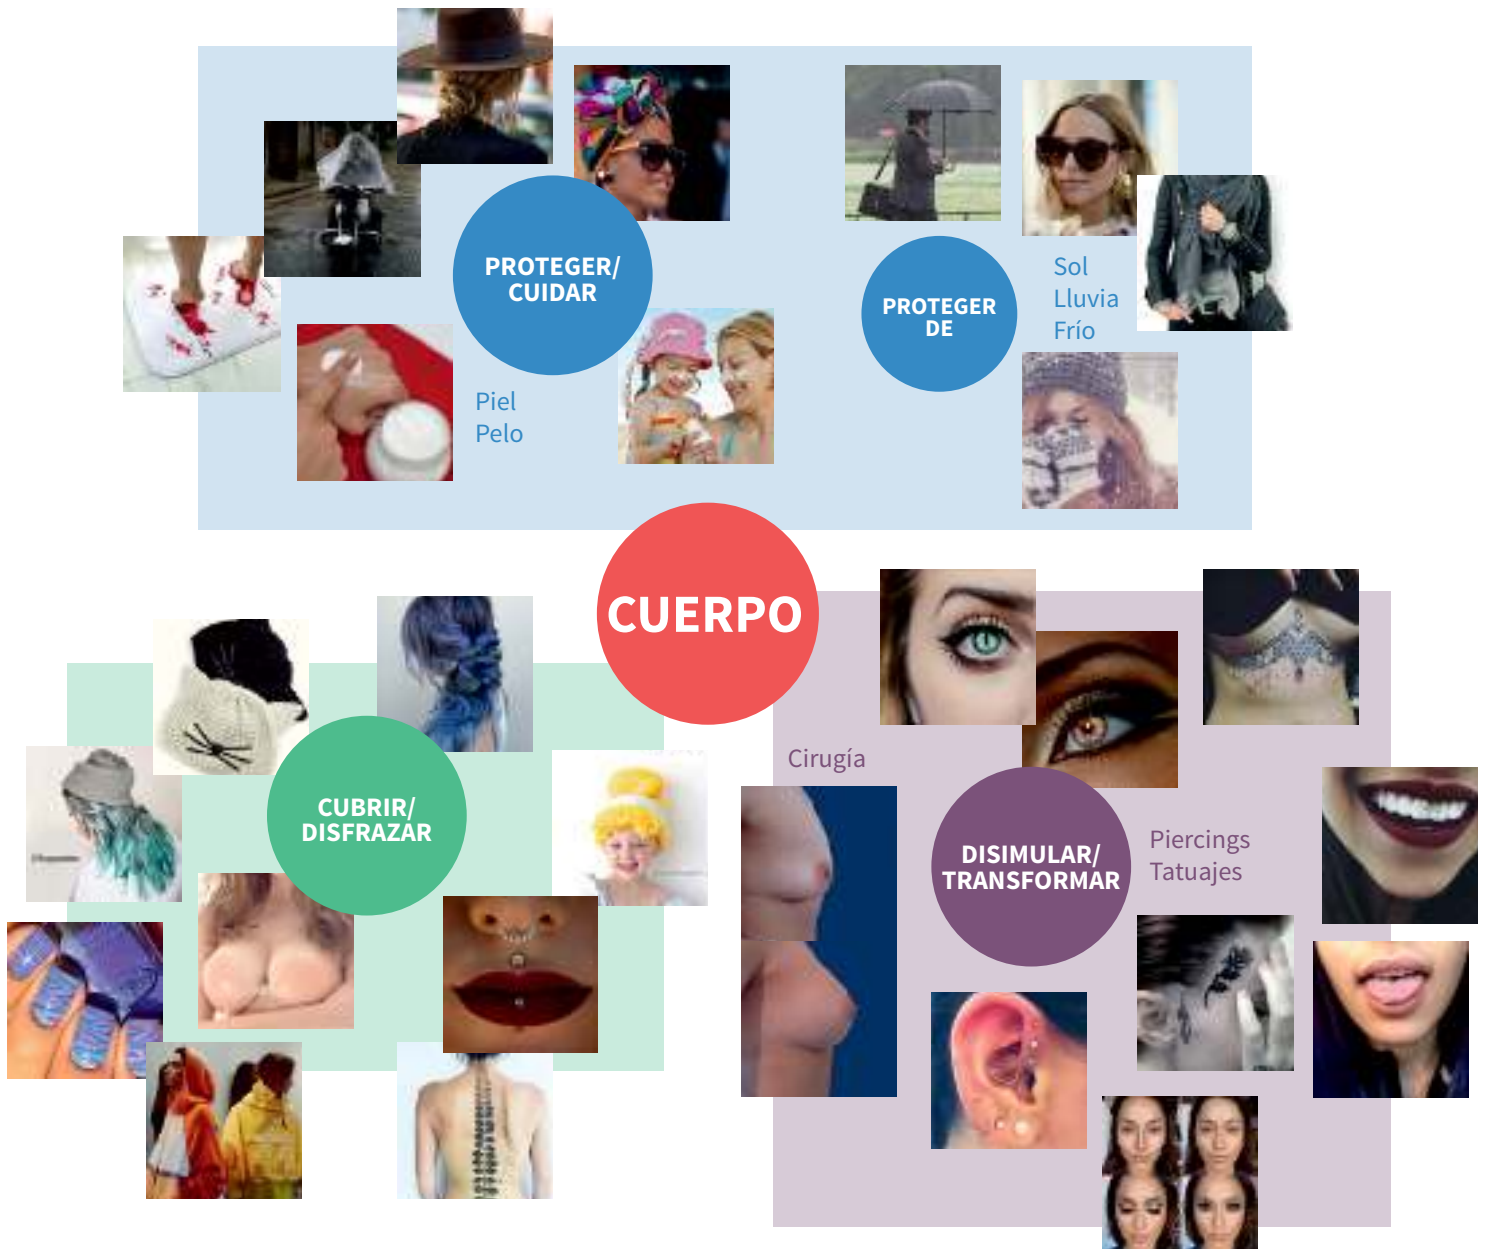 PROTEGER/
CUIDAR
Piel
Pelo
PROTEGER
DE
Sol
Lluvia
Frío
CUERPO
CUBRIR/
DISFRAZAR
Cirugía
DISIMULAR/
TRANSFORMAR
Piercings
Tatuajes